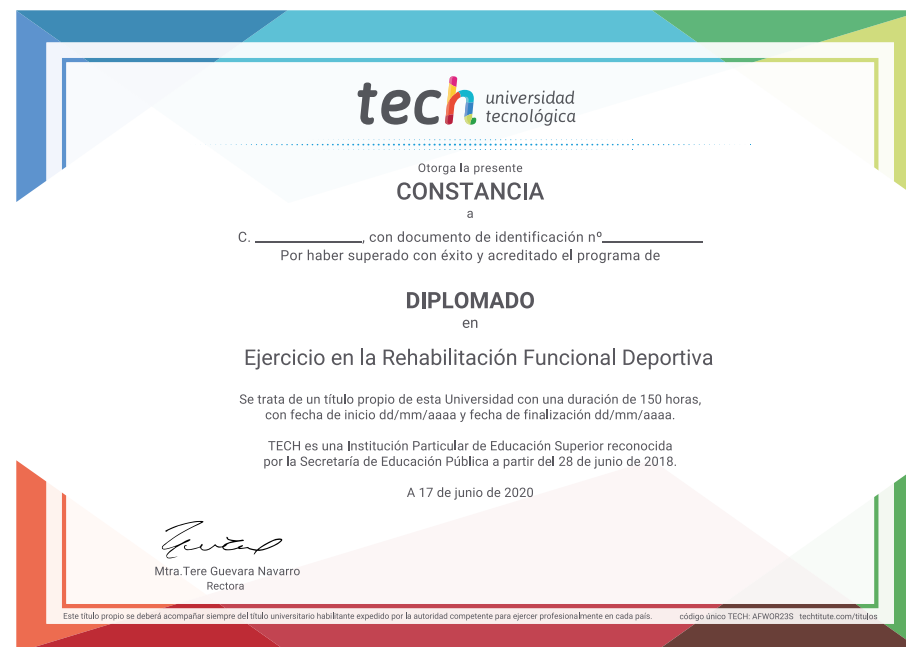 tech universidad
tecnológica
Otorga la presente
CONSTANCIA
a
C. ____________, con documento de identificación nº____________
Por haber superado con éxito y acreditado el programa de
DIPLOMADO
en
Ejercicio en la Rehabilitación Funcional Deportiva
Se trata de un título propio de esta Universidad con una duración de 150 horas,
con fecha de inicio dd/mm/aaaa y fecha de finalización dd/mm/aaaa.
TECH es una Institución Particular de Educación Superior reconocida
por la Secretaría de Educación Pública a partir del 28 de junio de 2018.
A 17 de junio de 2020
Mtra.Tere Guevara Navarro
Rectora
Este título propio se deberá acompañar siempre del título universitario habilitante expedido por la autoridad competente para ejercer profesionalmente en cada país. código único TECH: AFWOR23S techtitute.com/titulos